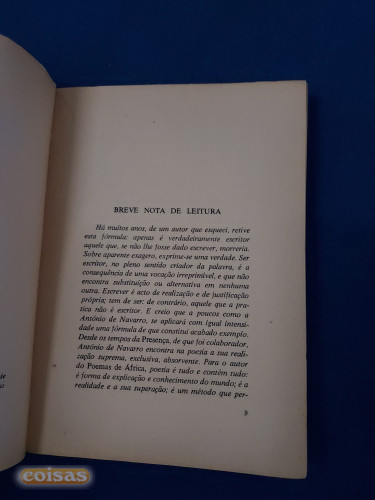 BREVE NOTA DE LEITURA
Há muitos anos, de um autor que esqueci, retive
esta fórmula: apenas é verdadeiramente escritor
aquele que, se não lhe fosse dado escrever, morreria.
Sobre aparente exagero, exprime-se uma verdade. Ser
escritor, no pleno sentido criador da palavra, é a
consequência de uma vocação irreprimível, e que não
encontra substituição ou alternativa em nenhuma
outra. Escrever é acto de realização e de justificação
própria; tem de ser: de contrário, aquele que a pra-
tica não é escritor. E creio que a poucos como a
António de Navarro, se aplicará com igual intensi-
dade uma fórmula de que constitui acabado exemplo.
Desde os tempos da Presença, de que foi colaborador,
António de Navarro encontra na poesia a sua reali-
zação suprema, exclusiva, absorvente. Para o autor
do Poemas de África, poesia é tudo e contém tudo:
é forma de explicação e conhecimento do mundo; é a
realidade e a sua superação; é um método que per-
9
coisas